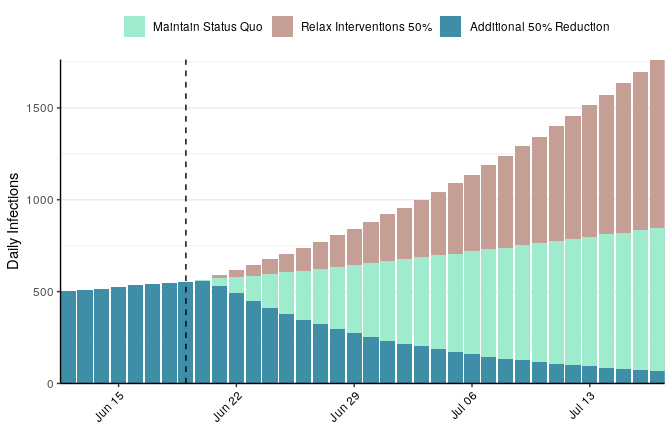 Maintain Status Quo Relax Interventions 50% Additional 50% Reduction
Daily Infections
1500
1000
500
0
Jun 15 Jun 22 Jun 29 Jul 06 Jul 13